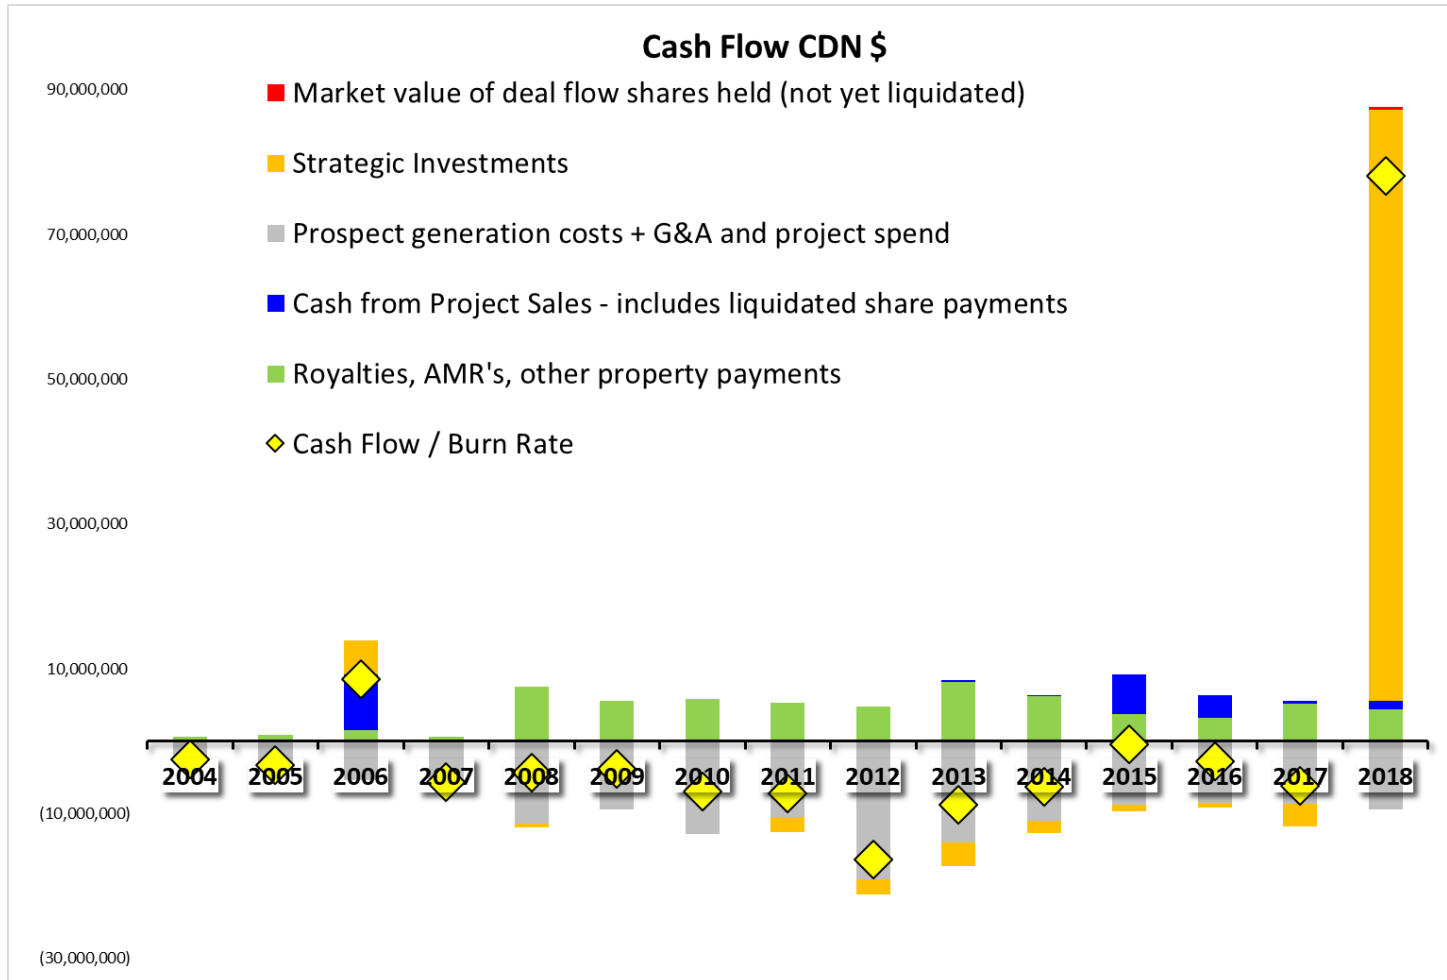 Cash Flow CDN $
90,000,000
Market value of deal flow shares held (not yet liquidated)
Strategic Investments
70,000,000
Prospect generation costs + G&A and project spend
Cash from Project Sales - includes liquidated share payments
50,000,000
Royalties, AMR's, other property payments
Cash Flow / Burn Rate
30,000,000
10,000,000
2004 2005 2006 2007 2008 2009 2010 2011 2012 2013 2014 2015 2016 2017 2018
(10,000,000)
(30,000,000)